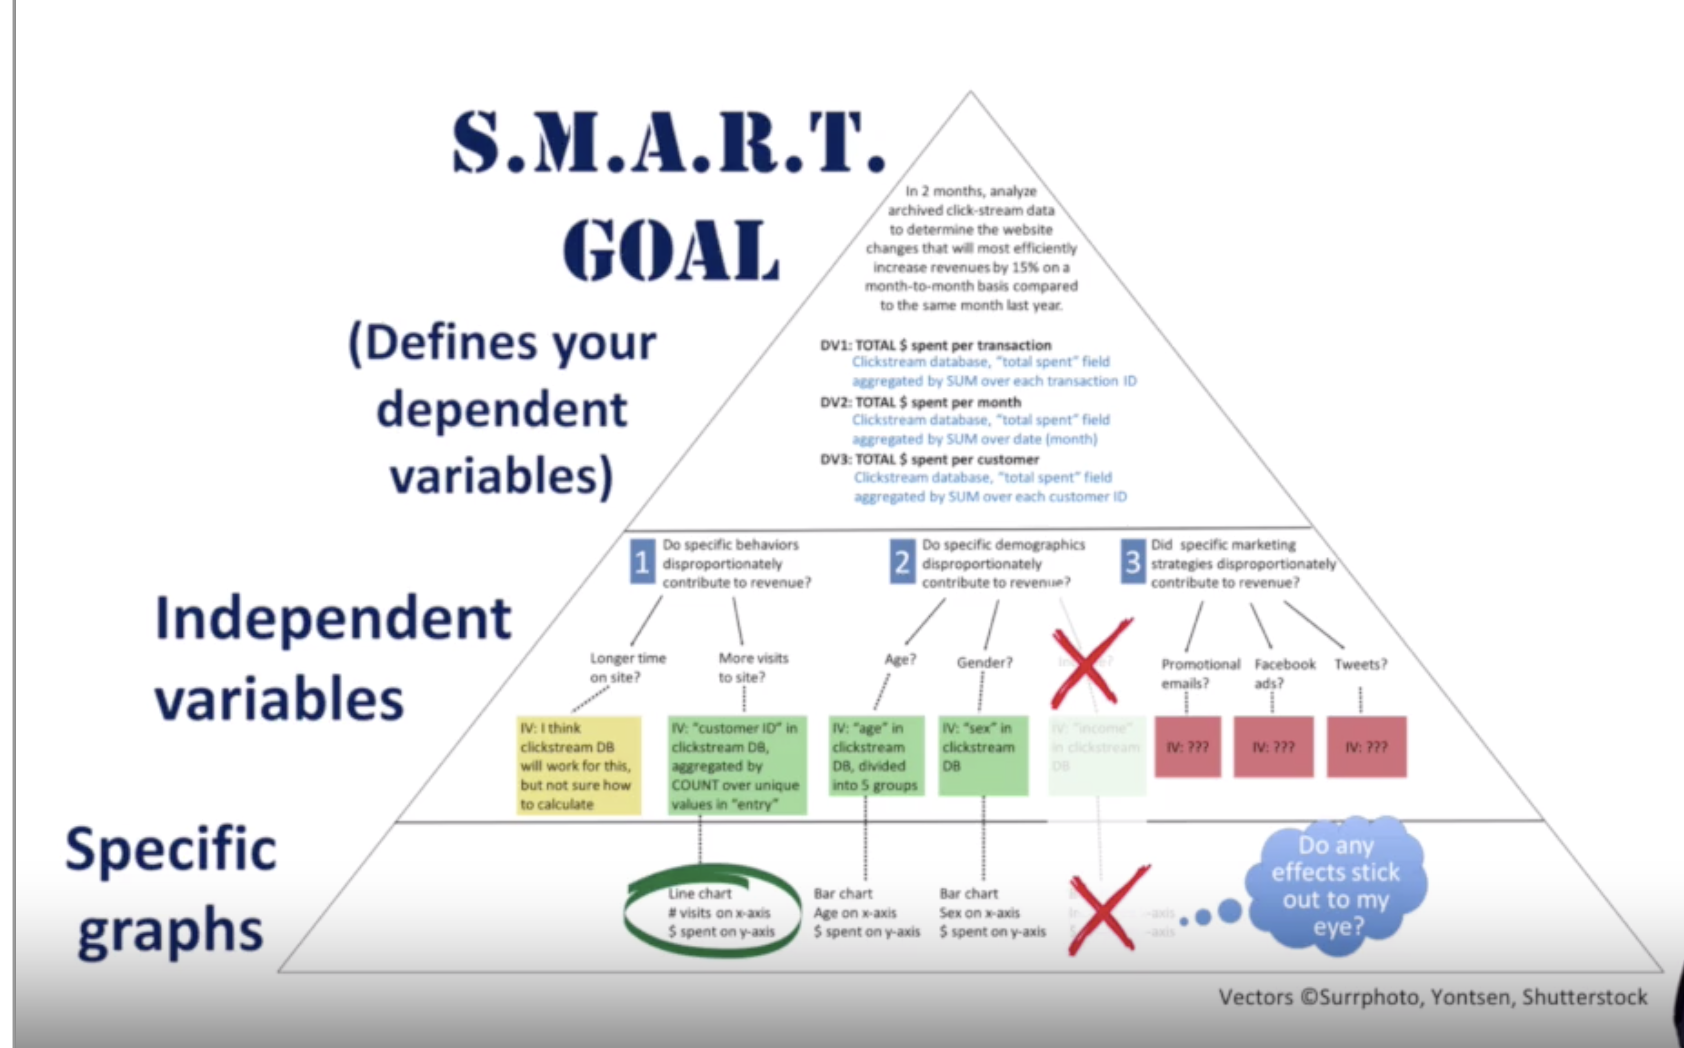 S.M.A.R.T.
GOAL
(Defines your
dependent
variables)
In 2 months, analyze
archived click-stream data
to determine the website
changes that will most efficiently
increase revenues by 15% on a
month-to-month basis compared
to the same month last year.
DV1: TOTAL $ spent per transaction
Clickstream database, "total spent" field
aggregated by SUM over each transaction ID
DV2: TOTAL $ spent per month
Clickstream database, "total spent" field
aggregated by SUM over date (month)
DV3: TOTAL $ spent per customer
Clickstream database, "total spent" field
aggregated by SUM over each customer ID
Independent
variables
1
Do specific behaviors
disproportionately
contribute to revenue?
2
Do specific demographics
disproportionately
contribute to revenue?
3
Did specific marketing
strategies disproportionately
contribute to revenue?
Longer time
on site?
More visits
to site?
Age?
Gender?
Promotional
emails?
Facebook
ads?
Tweets?
IV: I think
clickstream DB
will work for this,
but not sure how
to calculate
IV: "customer ID" in
clickstream DB,
aggregated by
COUNT over unique
values in "entry"
IV: "age" in
clickstream
DB, divided
into 5 groups
IV: "sex" in
clickstream
DB
IV: "income"
in clickstream
DB
IV: ???
IV: ???
IV: ???
Specific
graphs
Line chart
# visits on x-axis
$ spent on y-axis
Bar chart
Age on x-axis
$ spent on y-axis
Bar chart
Sex on x-axis
$ spent on y-axis
-axis
-axis
Do any
effects stick
out to my
eye?
Vectors ©Surrphoto, Yontsen, Shutterstock